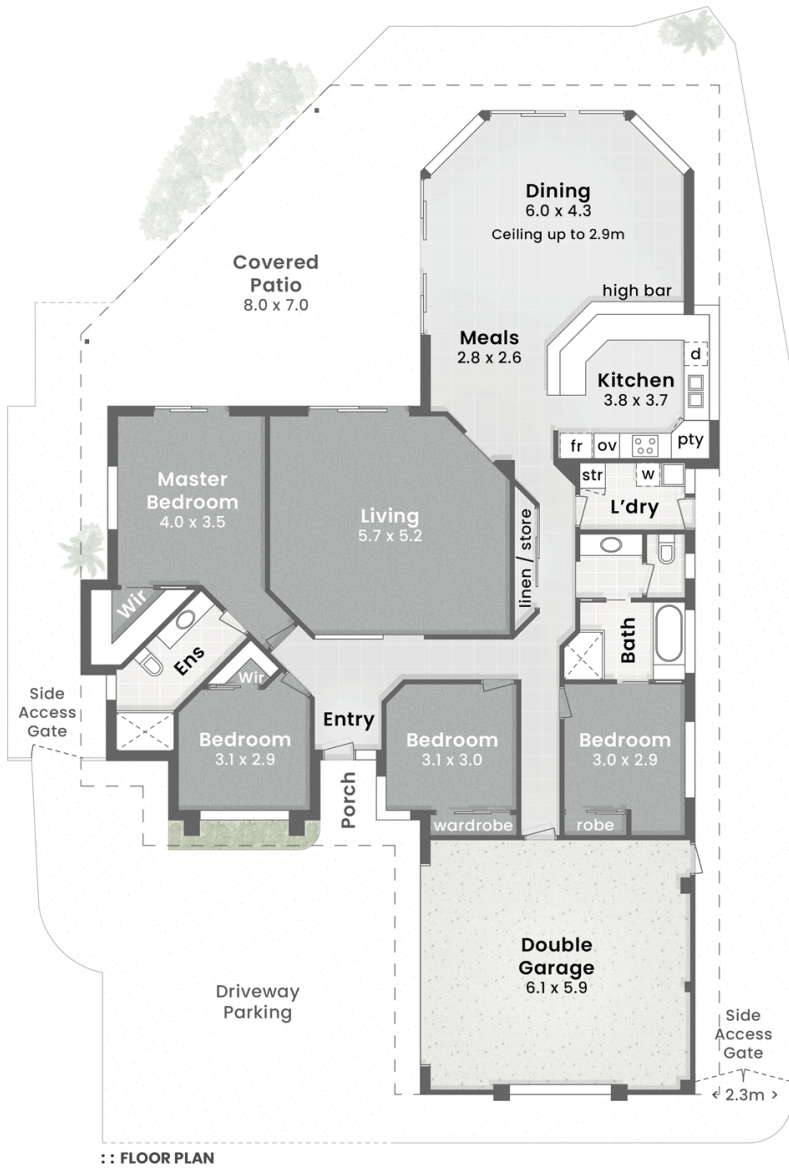 Dining
6.0 x 4.3
Ceiling up to 2.9m
Covered
Patio
8.0 x 7.0
high bar
Meals
2.8 x 2.6
d
Kitchen
3.8 x 3.7
fr
ov
pty
str
w
L'dry
Master
Bedroom
4.0 x 3.5
Living
5.7 x 5.2
linen / store
Wir
Ens
Bath
Wir
Side
Access
Gate
Entry
Bedroom
3.1 x 2.9
Bedroom
3.1 x 3.0
Bedroom
3.0 x 2.9
Porch
wardrobe
robe
Double
Garage
6.1 x 5.9
Driveway
Parking
Side
Access
Gate
< 2.3m >
:: FLOOR PLAN